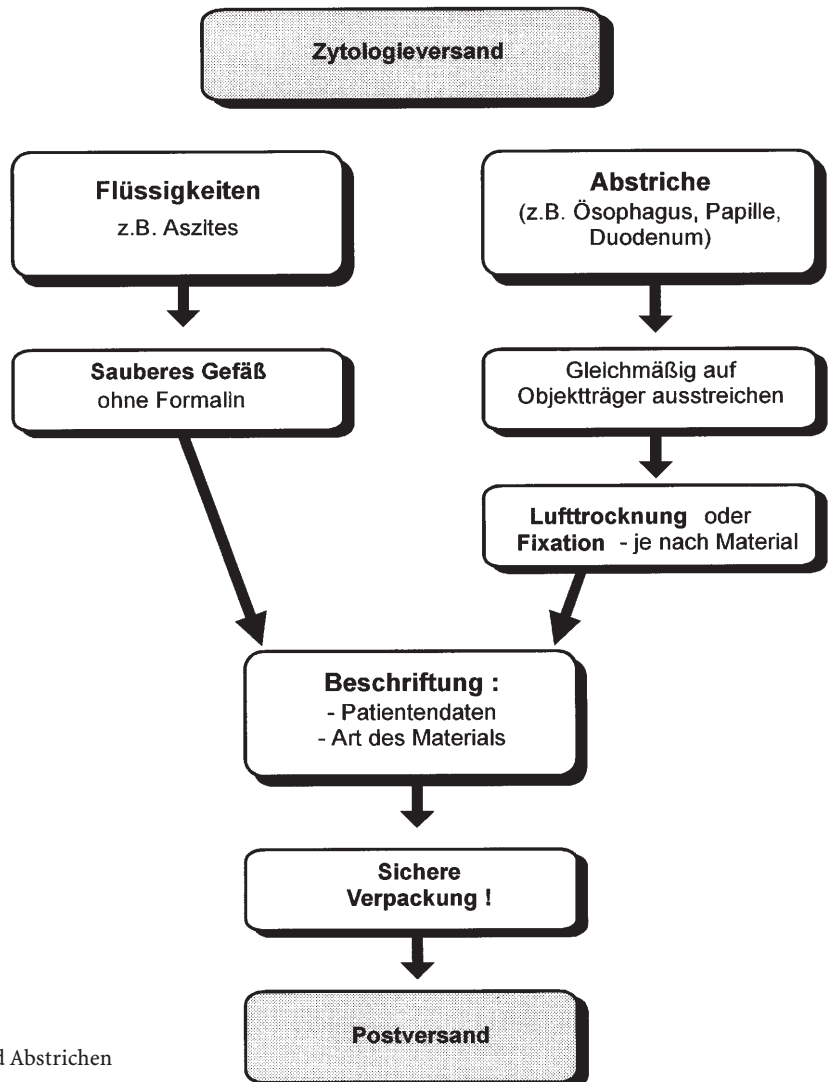 Zytologieversand
Flüssigkeiten
z.B. Aszites
Abstriche
(z.B. Ösophagus, Papille,
Duodenum)
Sauberes Gefäß
ohne Formalin
Gleichmäßig auf
Objektträger ausstreichen
Lufttrocknung oder
Fixation - je nach Material
Beschriftung :
- Patientendaten
- Art des Materials
Sichere
Verpackung !
Postversand
d Abstrichen